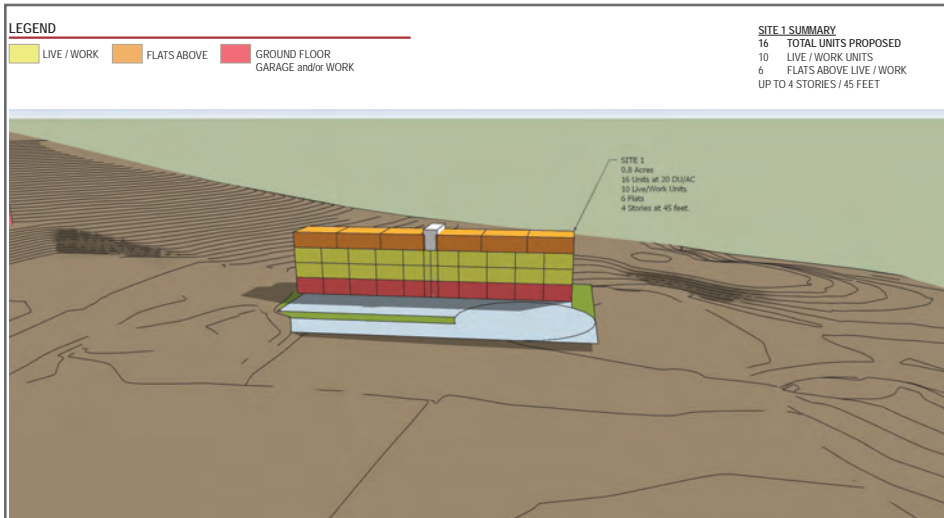 LEGEND
LIVE / WORK
FLATS ABOVE
GROUND FLOOR
GARAGE and/or WORK
SITE 1 SUMMARY
16 TOTAL UNITS PROPOSED
10 LIVE / WORK UNITS
6 FLATS ABOVE LIVE / WORK
UP TO 4 STORIES / 45 FEET
SITE 1
0.8 Acres
16 Units at 20 DU/AC
10 Live/Work Units
6 Flats
4 Stories at 45 feet.